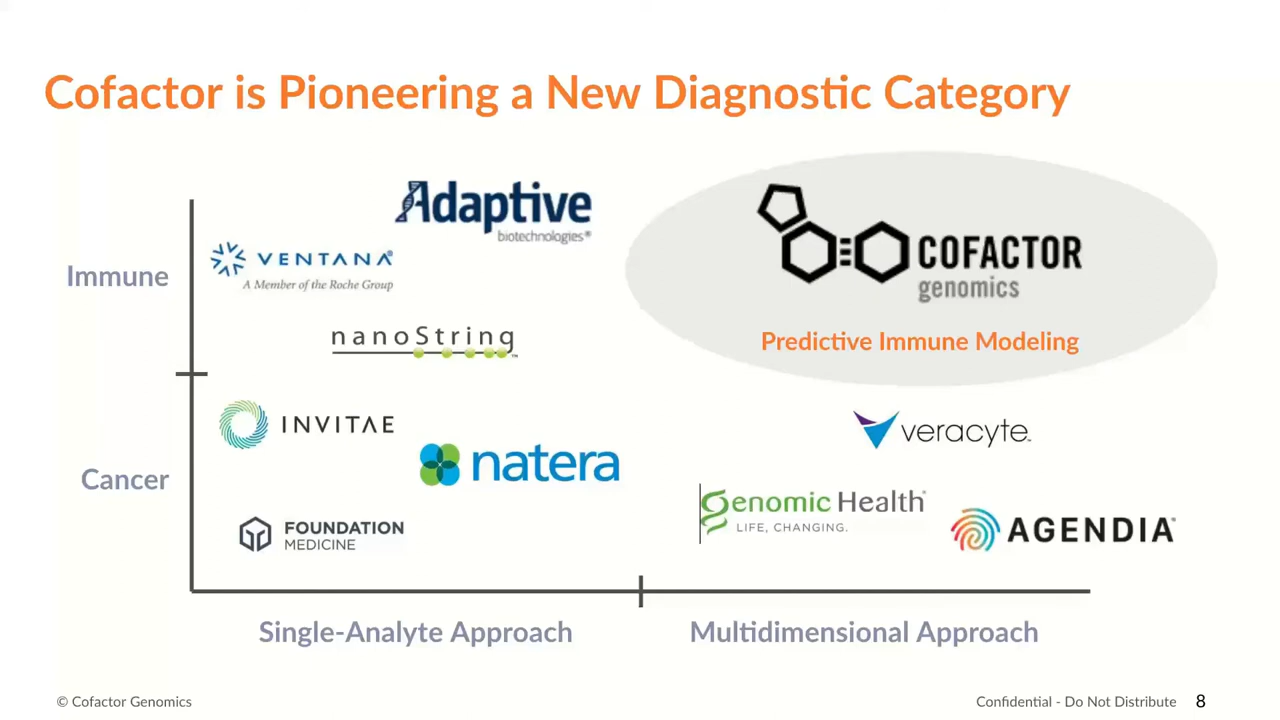 Cofactor is Pioneering a New Diagnostic Category
Immune
Adaptive
biotechnologies®
VENTANA®
A Member of the Roche Group
nanoString™
COFACTOR
genomics
Predictive Immune Modeling
Cancer
INVITAE
natera
FOUNDATION
MEDICINE
veracyte™
Genomic Health®
LIFE, CHANGING.
AGENDIA®
Single-Analyte Approach
Multidimensional Approach
© Cofactor Genomics
Confidential - Do Not Distribute 8